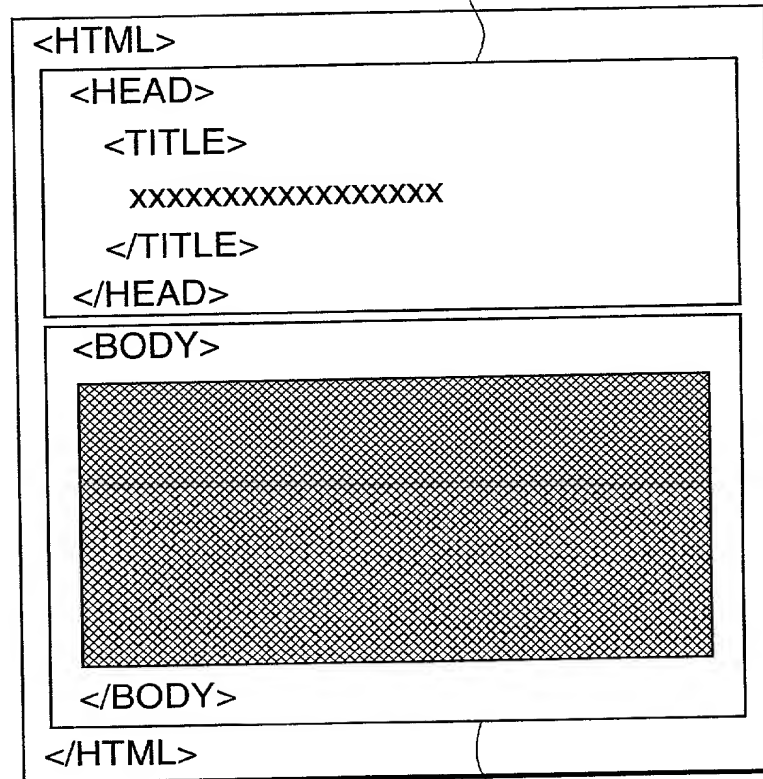 <HTML>
<HEAD>
<TITLE>
xxxxxxxxxxxxxxxxx
</TITLE>
</HEAD>
<BODY>
</BODY>
</HTML>